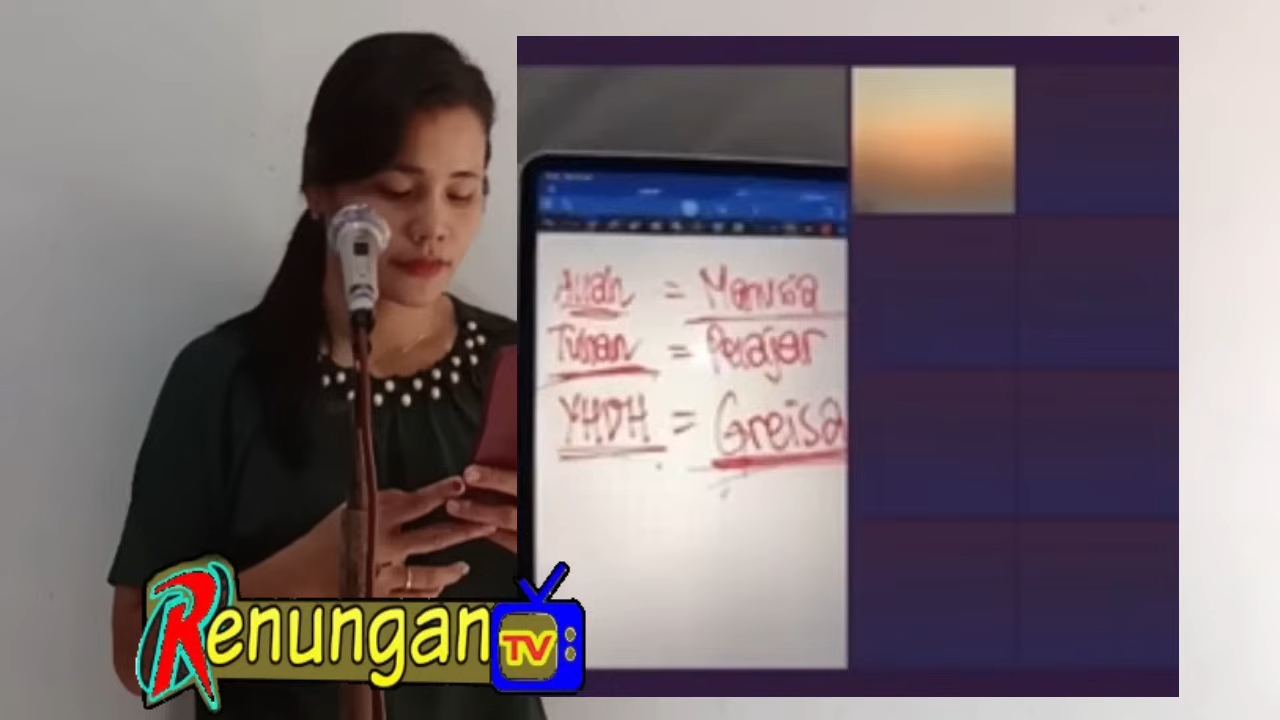 Allah = Manusia
Tuhan = Pelajar
YHDH = Greisa
Renungan TV